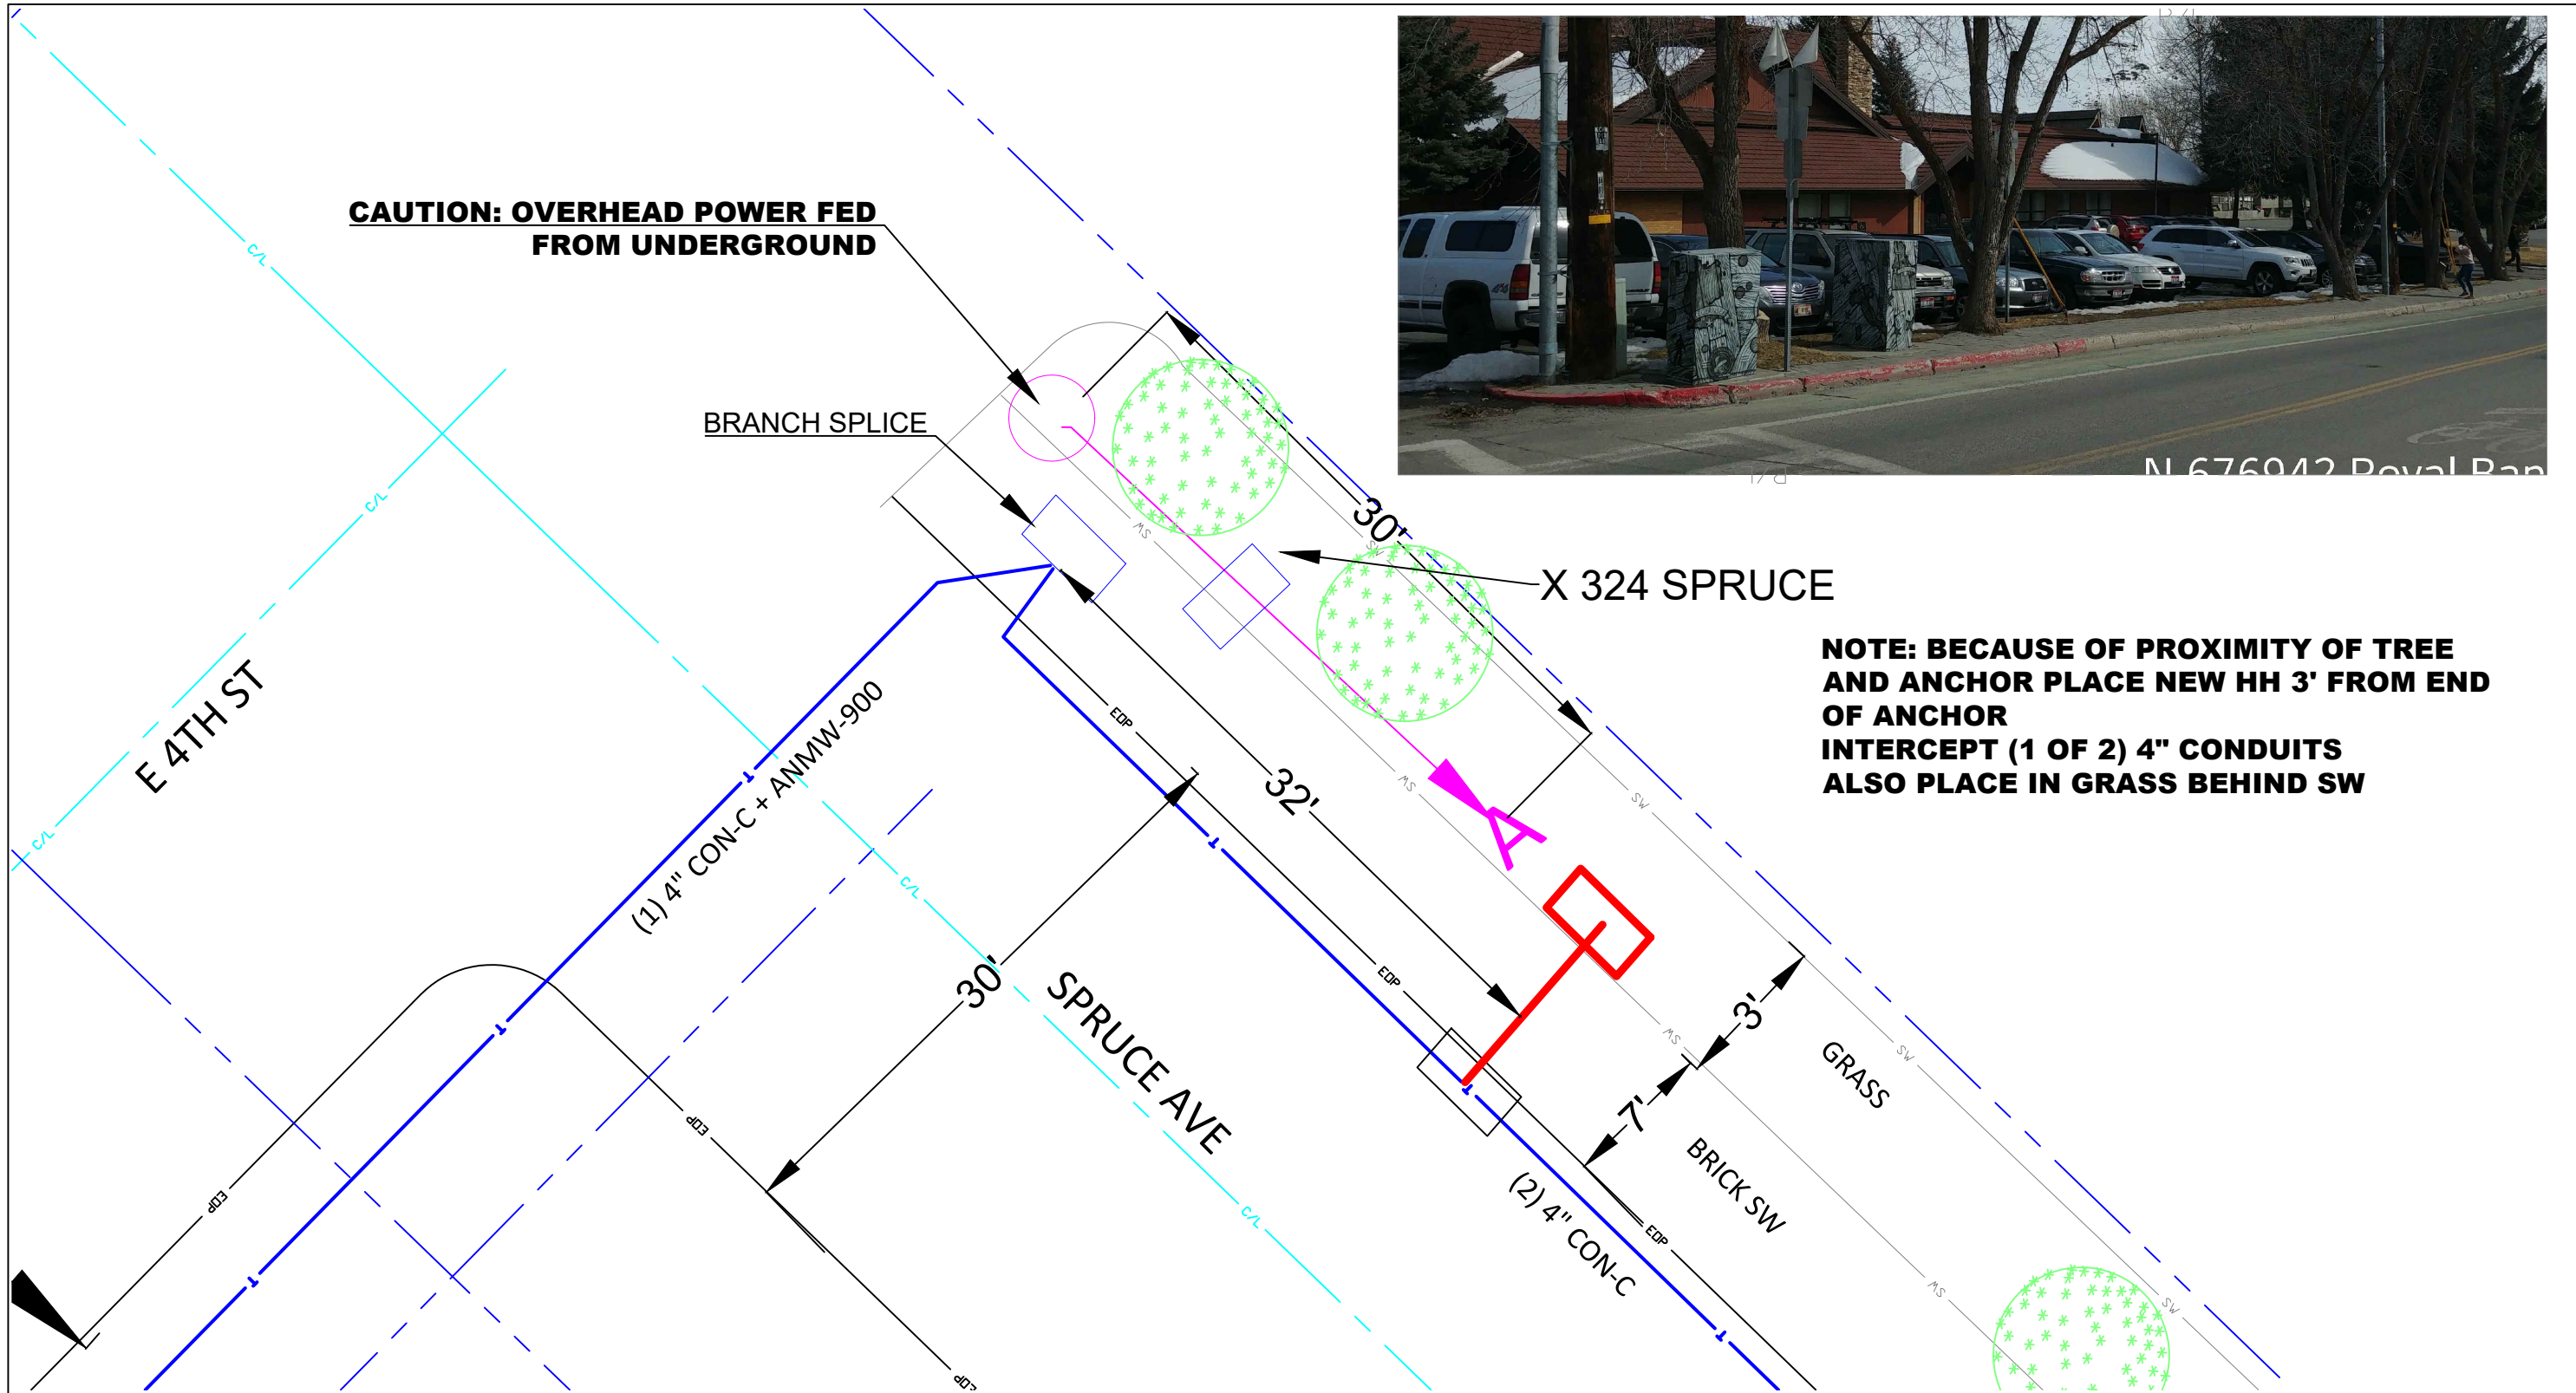 CAUTION: OVERHEAD POWER FED
FROM UNDERGROUND
BRANCH SPLICE
X 324 SPRUCE
NOTE: BECAUSE OF PROXIMITY OF TREE
AND ANCHOR PLACE NEW HH 3' FROM END
OF ANCHOR
INTERCEPT (1 OF 2) 4" CONDUITS
ALSO PLACE IN GRASS BEHIND SW
E 4TH ST
(1) 4" CON-C + ANMW-900
30'
32'
30'
A
SPRUCE AVE
3'
7'
GRASS
BRICK SW
(2) 4" CON-C
C/L
C/L
C/L
C/L
C/L
EOP
EOP
EOP
EOP
EOP
EOP
SW
SW
SW
SW
SW
SW
SW
SW
T
T
T
T
T
T
N 676942